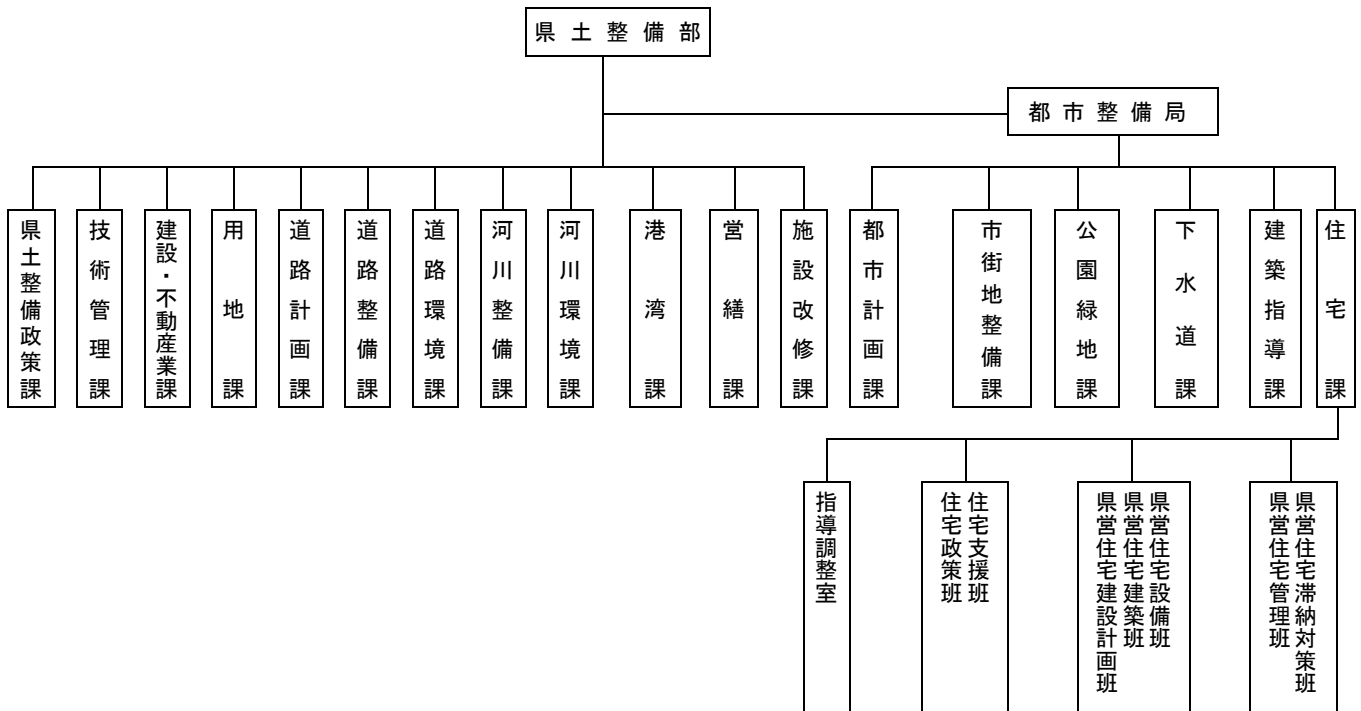 県土整備部
都市整備局
県土整備政策課
技術管理課
建設・不動産業課
用地課
道路計画課
道路整備課
道路環境課
河川整備課
河川環境課
港湾課
営繕課
施設改修課
都市計画課
市街地整備課
公園緑地課
下水道課
建築指導課
住宅課
指導調整室
住宅支援班
住宅政策班
県営住宅設備班
県営住宅建築班
県営住宅建設計画班
県営住宅滞納対策班
県営住宅管理班